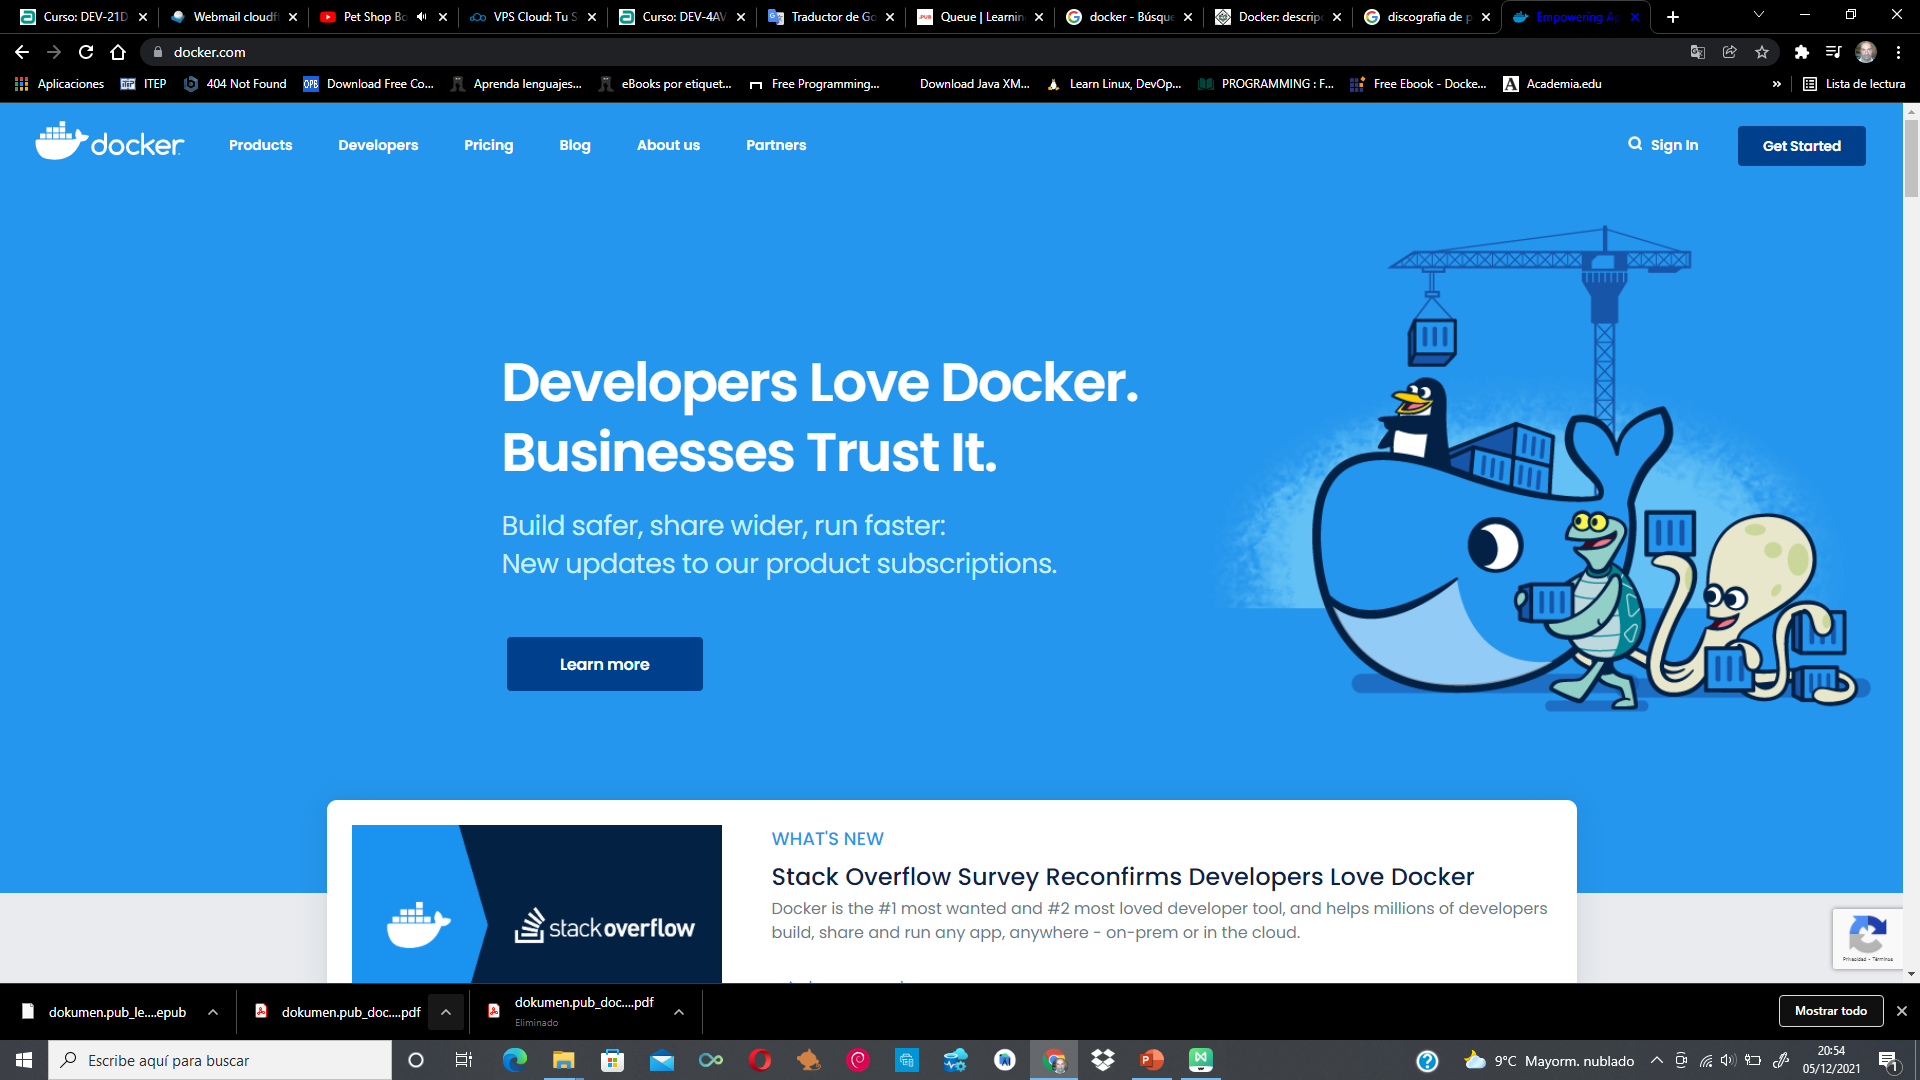 Curso: DEV-21D
Webmail cloudf
Pet Shop Bo
VPS Cloud: Tu S
Curso: DEV-4AV
Traductor de Go
Queue | Learnin
docker - Búsque
Docker: descripc
discografia de p
Empowering Ap
docker.com
Aplicaciones
ITEP
404 Not Found
Download Free Co...
Aprenda lenguajes...
eBooks por etiquet...
Free Programming...
Download Java XM...
Learn Linux, DevOp...
PROGRAMMING : F...
Free Ebook - Docke...
Academia.edu
»
Lista de lectura
docker
Products
Developers
Pricing
Blog
About us
Partners
Sign In
Get Started
Developers Love Docker.
Businesses Trust It.
Build safer, share wider, run faster:
New updates to our product subscriptions.
Learn more
stackoverflow
WHAT'S NEW
Stack Overflow Survey Reconfirms Developers Love Docker
Docker is the #1 most wanted and #2 most loved developer tool, and helps millions of developers
build, share and run any app, anywhere - on-prem or in the cloud.
Privacidad - Términos
dokumen.pub_le....epub
dokumen.pub_doc....pdf
dokumen.pub_doc....pdf
Eliminado
Mostrar todo
Escribe aquí para buscar
9°C Mayorm. nublado
20:54
05/12/2021
1